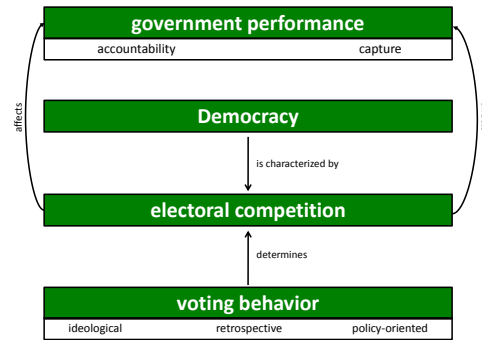 government performance
accountability capture
affects
Democracy
is characterized by
electoral competition
determines
voting behavior
ideological retrospective policy-oriented